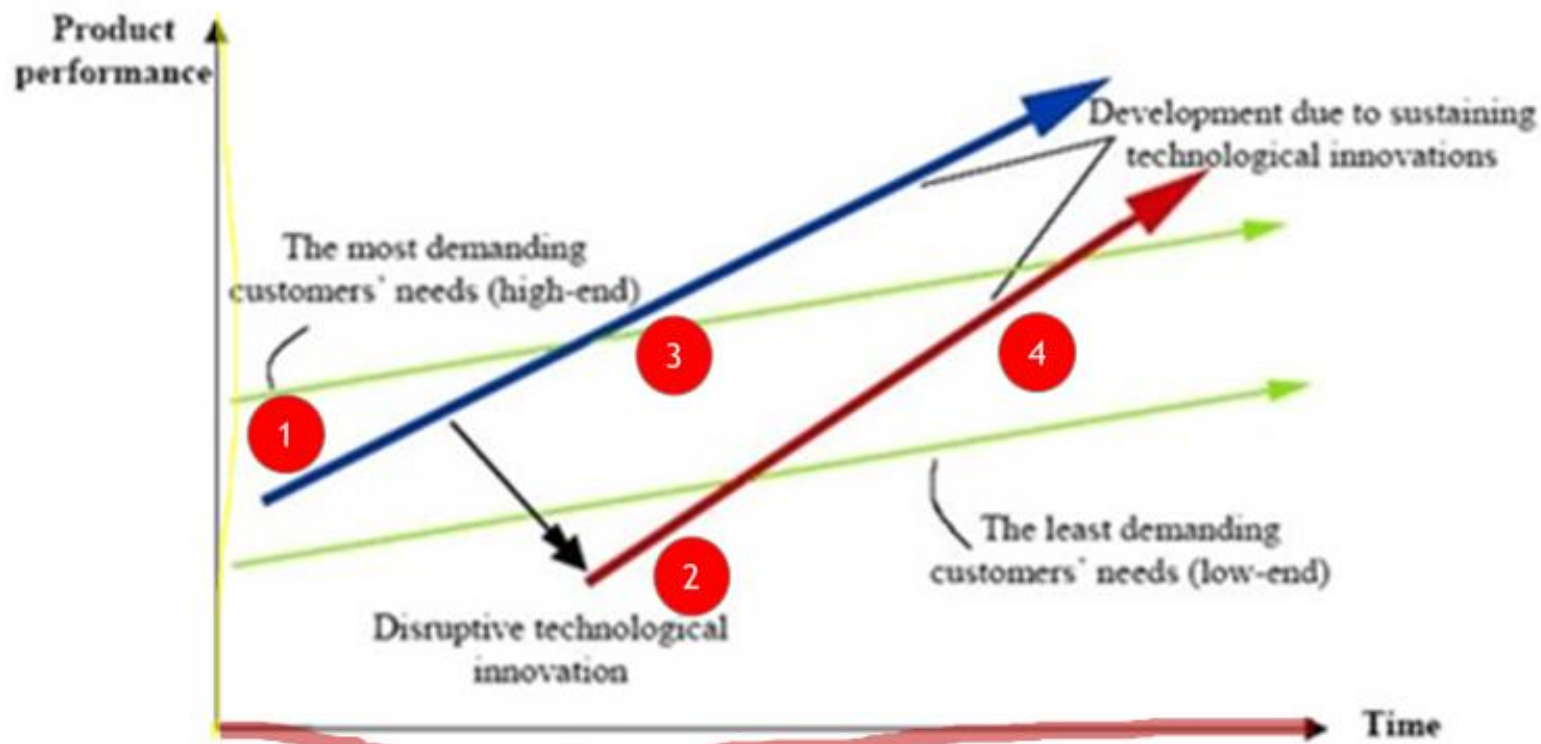 Product
performance
Development due to sustaining
technological innovations
The most demanding
customers` needs (high-end)
3
4
1
The least demanding
customers` needs (low-end)
2
Disruptive technological
innovation
Time